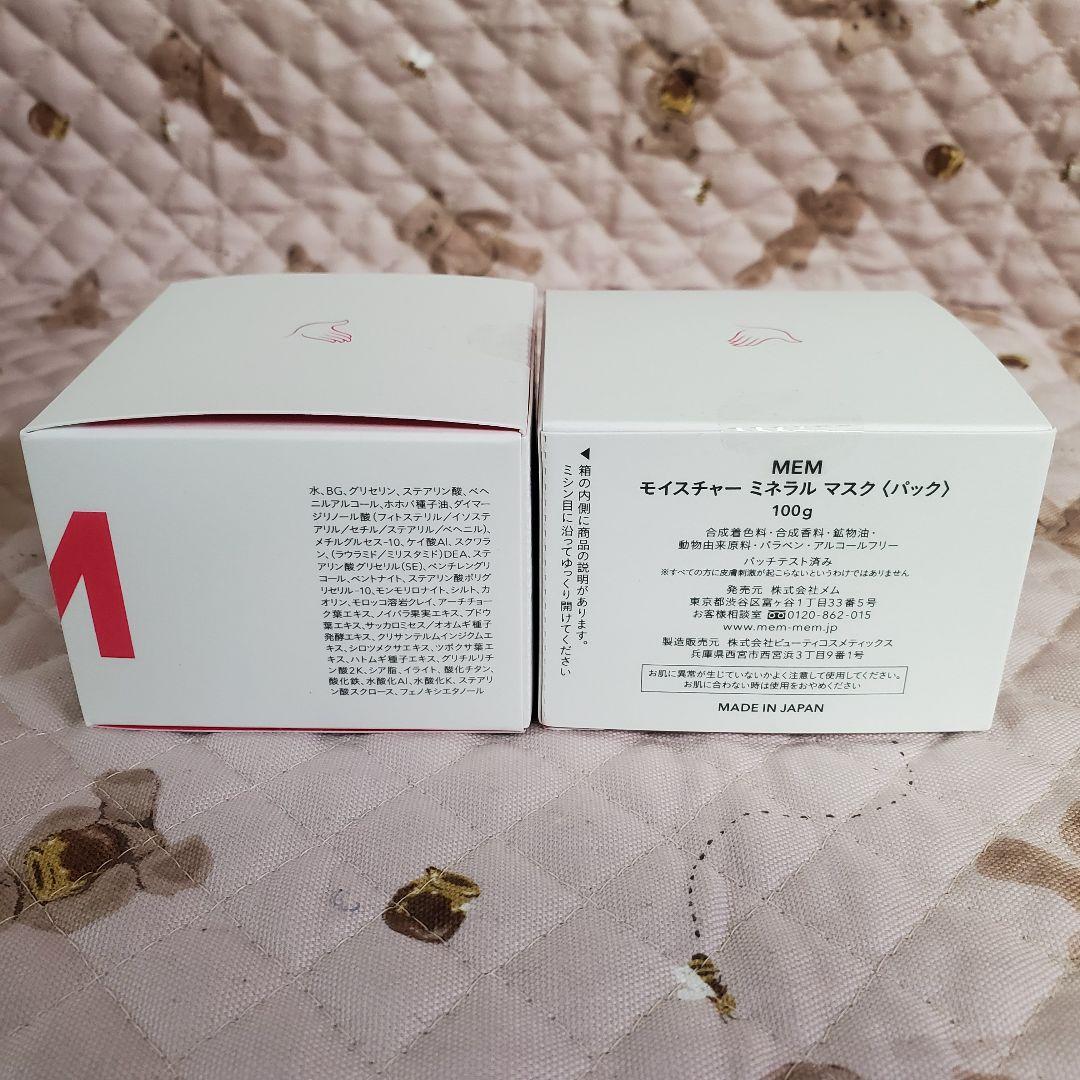 水、BG、グリセリン、ステアリン酸、ベヘ
ニルアルコール、ホホバ種子油、ダイマー
ジリノール酸(フィトステリル/イソステ
アリル/セチル/ステアリル/ベヘニル)、
メチルグルセス-10、ケイ酸Al、スクワラ
ン、(ラウラミド/ミリスタミド)DEA、ステ
アリン酸グリセリル(SE)、ペンチレングリ
コール、ベントナイト、ステアリン酸ポリグ
リセリル-10、モンモリロナイト、シルト、カ
オリン、モロッコ溶岩クレイ、アーチチョー
ク葉エキス、ノイバラ果実エキス、ブドウ
葉エキス、サッカロミセス/オオムギ種子
発酵エキス、クリサンテルムインジクムエ
キス、シロツメクサエキス、ツボクサ葉エ
キス、ハトムギ種子エキス、グリチルリチ
ン酸2K、シア脂、イライト、酸化チタン、
酸化鉄、水酸化Al、水酸化K、ステアリ
ン酸スクロース、フェノキシエタノール
◀箱の内側に商品の説明があります。
ミシン目に沿ってゆっくり開けてください
MEM
モイスチャー ミネラル マスク〈パック〉
100g
合成着色料・合成香料・鉱物油・
動物由来原料・パラベン・アルコールフリー
パッチテスト済み
※すべての方に皮膚刺激が起こらないというわけではありません
発売元 株式会社メム
東京都渋谷区富ヶ谷1丁目33番5号
お客様相談室 0120-862-015
www.mem-mem.jp
製造販売元 株式会社ビューティコスメティックス
兵庫県西宮市西宮浜3丁目9番1号
お肌に異常が生じていないかよく注意して使用してください。
お肌に合わない時は使用をおやめください
MADE IN JAPAN